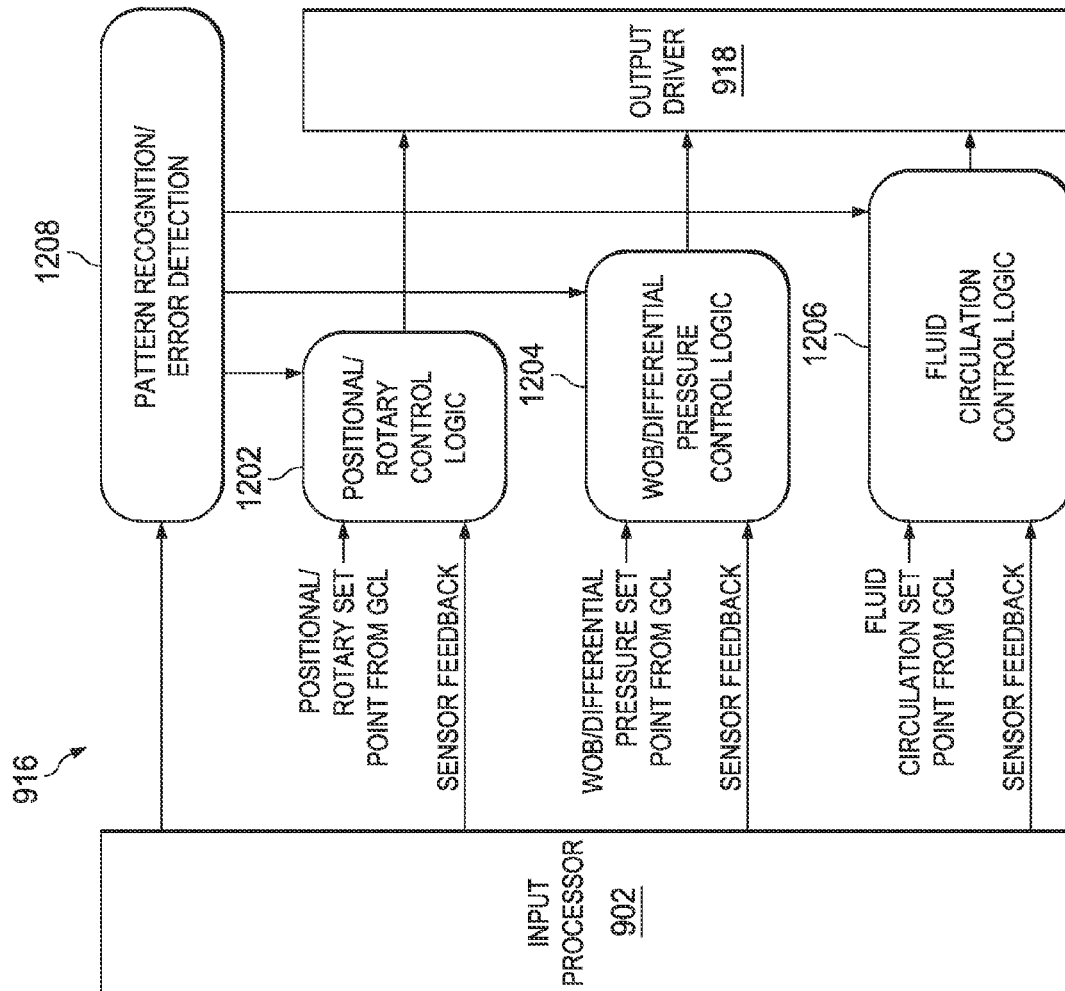 916
1208
PATTERN RECOGNITION/
ERROR DETECTION
1202
POSITIONAL/
ROTARY
CONTROL
LOGIC
POSITIONAL/
ROTARY SET
POINT FROM GCL
SENSOR FEEDBACK
1204
WOB/DIFFERENTIAL
PRESSURE
CONTROL LOGIC
WOB/DIFFERENTIAL
PRESSURE SET
POINT FROM GCL
SENSOR FEEDBACK
1206
FLUID
CIRCULATION
CONTROL LOGIC
FLUID
CIRCULATION SET
POINT FROM GCL
SENSOR FEEDBACK
INPUT
PROCESSOR
902
OUTPUT
DRIVER
918